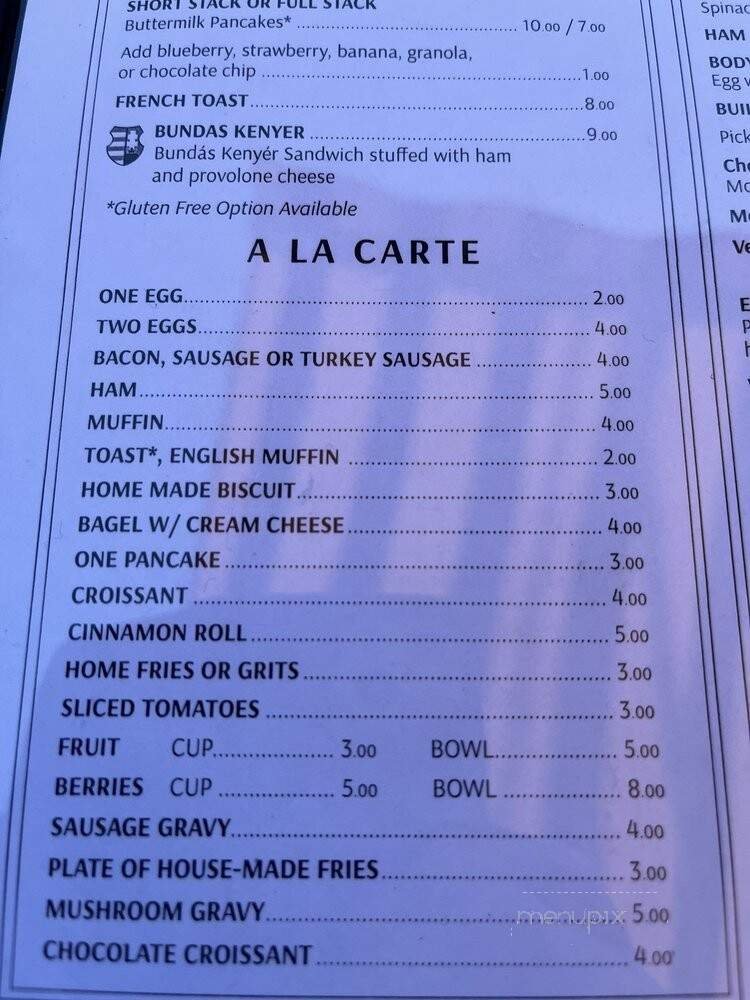 SHORT STACK OR FULL STACK
Buttermilk Pancakes* 10.00 / 7.00
Add blueberry, strawberry, banana, granola,
or chocolate chip 1.00
FRENCH TOAST 8.00
BUNDAS KENYER 9.00
Bundás Kenyér Sandwich stuffed with ham
and provolone cheese
*Gluten Free Option Available
A LA CARTE
ONE EGG 2.00
TWO EGGS 4.00
BACON, SAUSAGE OR TURKEY SAUSAGE 4.00
HAM 5.00
MUFFIN 4.00
TOAST*, ENGLISH MUFFIN 2.00
HOME MADE BISCUIT 3.00
BAGEL W/ CREAM CHEESE 4.00
ONE PANCAKE 3.00
CROISSANT 4.00
CINNAMON ROLL 5.00
HOME FRIES OR GRITS 3.00
SLICED TOMATOES 3.00
FRUIT CUP 3.00 BOWL 5.00
BERRIES CUP 5.00 BOWL 8.00
SAUSAGE GRAVY 4.00
PLATE OF HOUSE-MADE FRIES 3.00
MUSHROOM GRAVY 5.00
CHOCOLATE CROISSANT 4.00
menupix
HAM
Egg